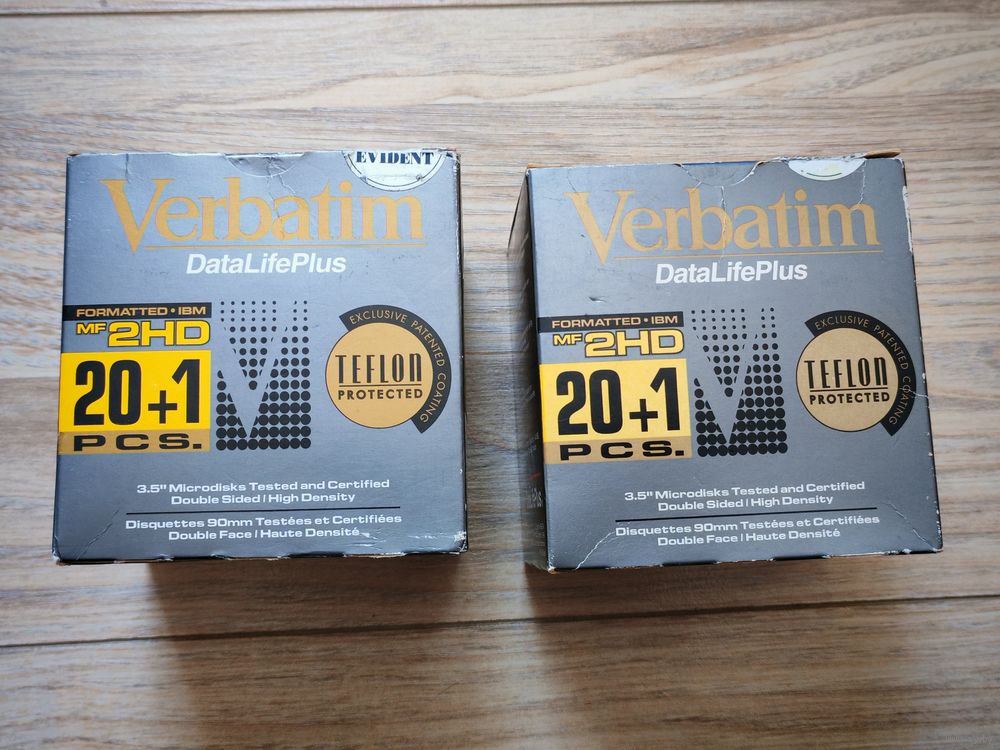 EVIDENT
Verbatim
DataLifePlus
FORMATTED • IBM
MF 2HD
20+1
PCS.
EXCLUSIVE PATENTED COATING
TEFLON
PROTECTED
3.5" Microdisks Tested and Certified
Double Sided / High Density
Disquettes 90mm Testées et Certifiées
Double Face / Haute Densité
Verbatim
DataLifePlus
FORMATTED • IBM
MF 2HD
20+1
PCS.
EXCLUSIVE PATENTED COATING
TEFLON
PROTECTED
3.5" Microdisks Tested and Certified
Double Sided / High Density
Disquettes 90mm Testées et Certifiées
Double Face / Haute Densité